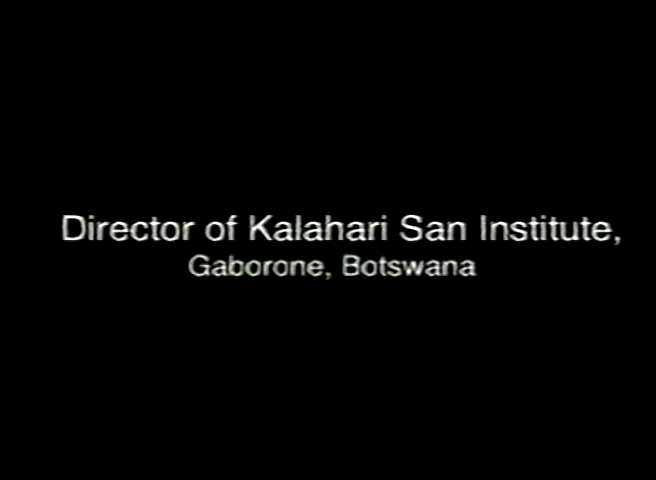 Director of Kalahari San Institute,
Gaborone, Botswana